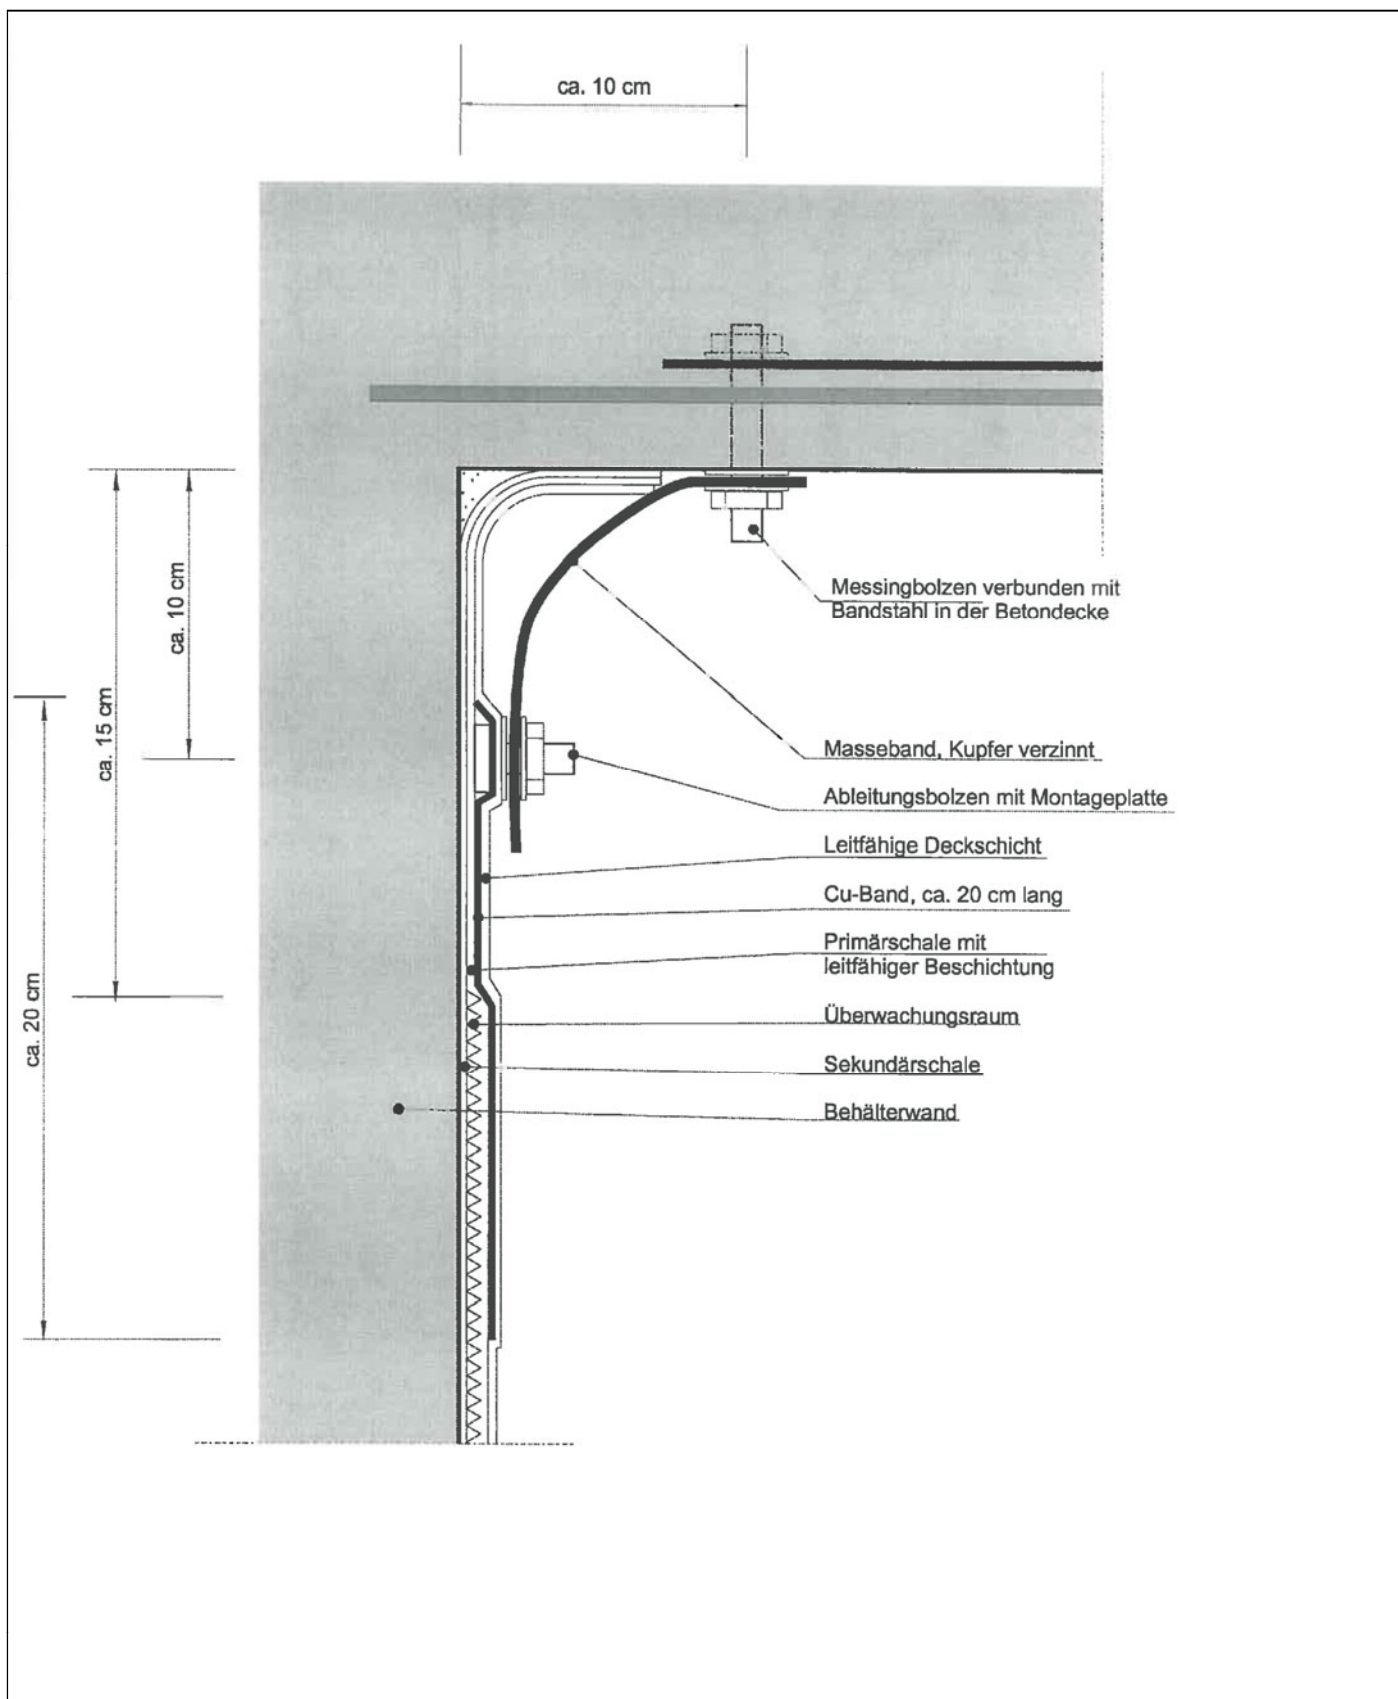 ca. 10 cm
ca. 10 cm
ca. 15 cm
ca. 20 cm
Messingbolzen verbunden mit
Bandstahl in der Betondecke
Masseband, Kupfer verzinnt
Ableitungsbolzen mit Montageplatte
Leitfähige Deckschicht
Cu-Band, ca. 20 cm lang
Primärschale mit
leitfähiger Beschichtung
Überwachungsraum
Sekundärschale
Behälterwand